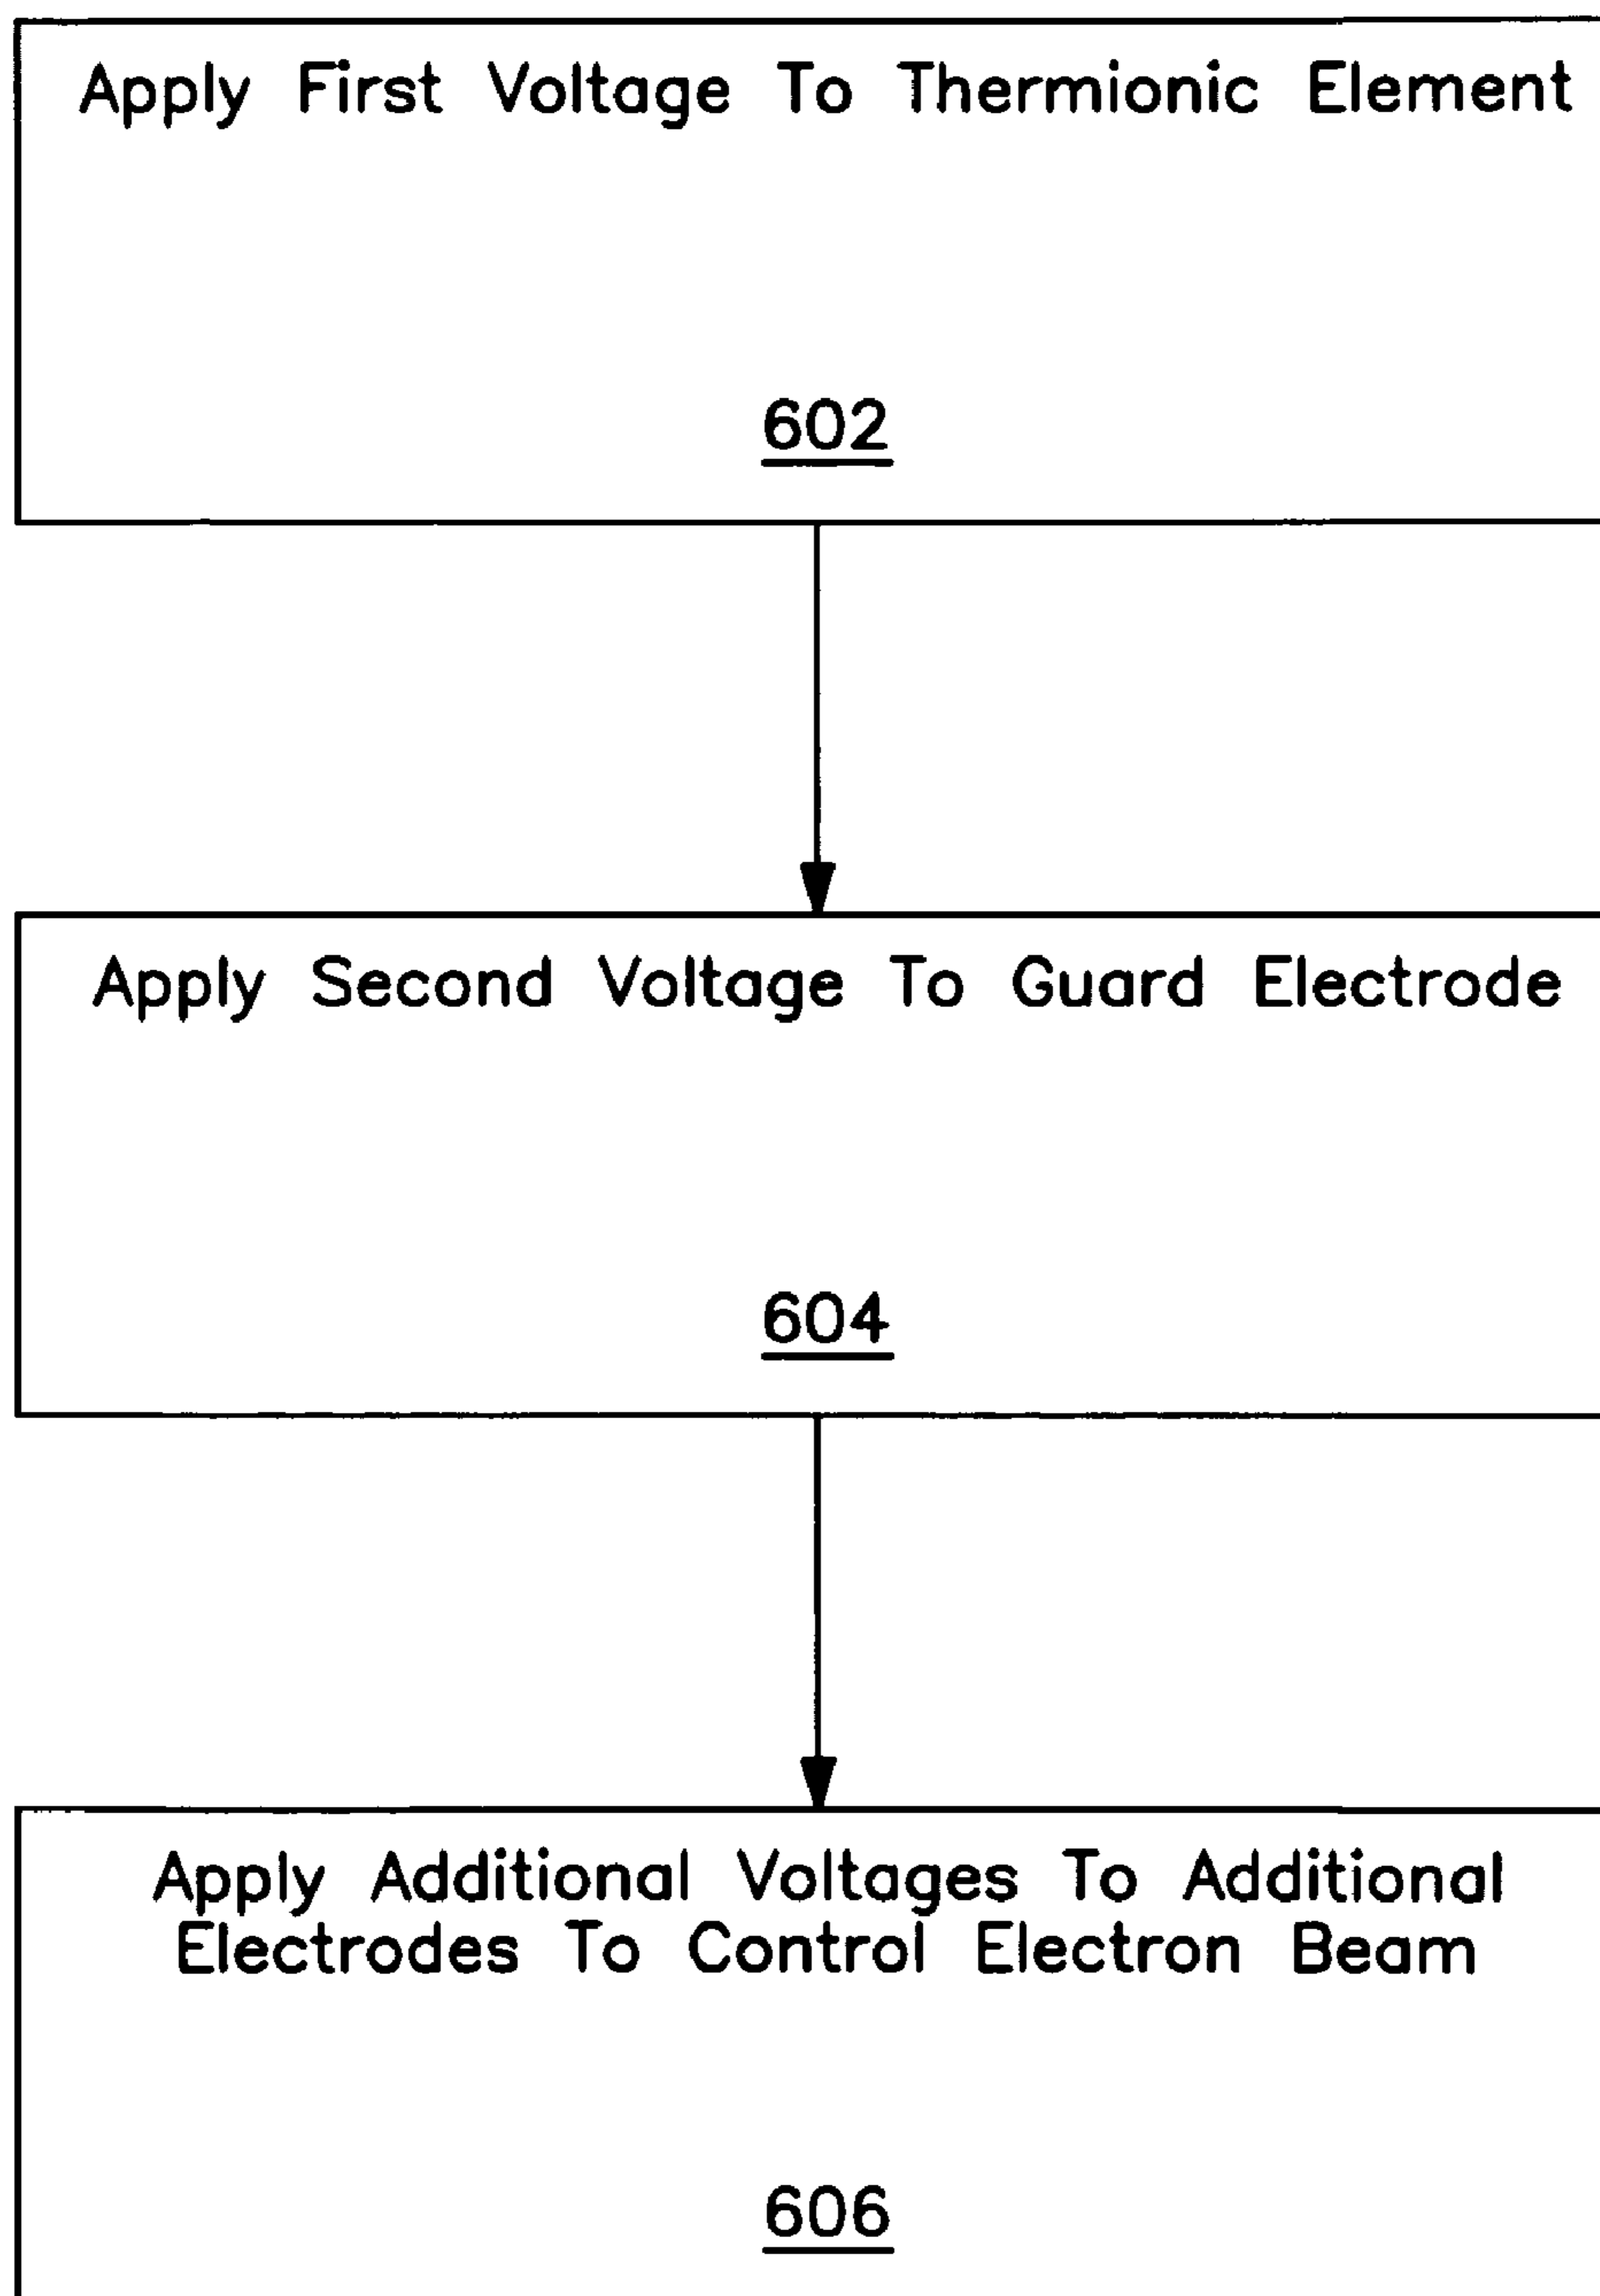 Apply First Voltage To Thermionic Element
602
Apply Second Voltage To Guard Electrode
604
Apply Additional Voltages To Additional
Electrodes To Control Electron Beam
606